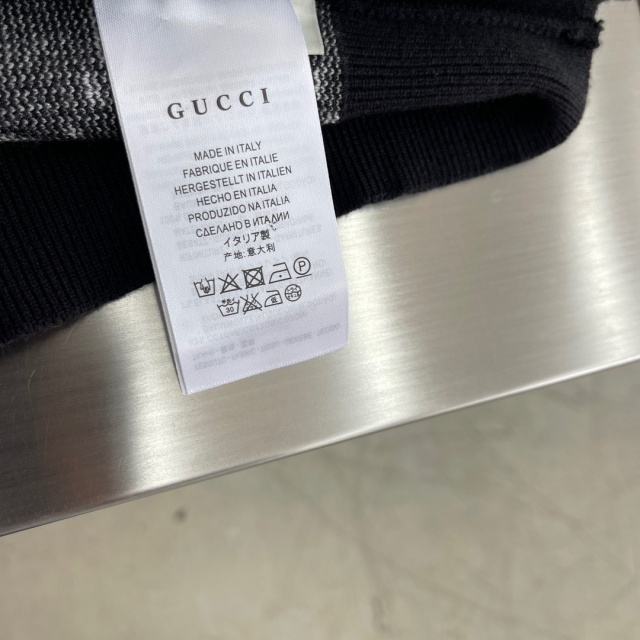 GUCCI
MADE IN ITALY
FABRIQUE EN ITALIE
HERGESTELLT IN ITALIEN
HECHO EN ITALIA
PRODUZIDO NA ITALIA
СДЕЛАНО В ИТАЛИИ
イタリア製
产地:意大利
P
30